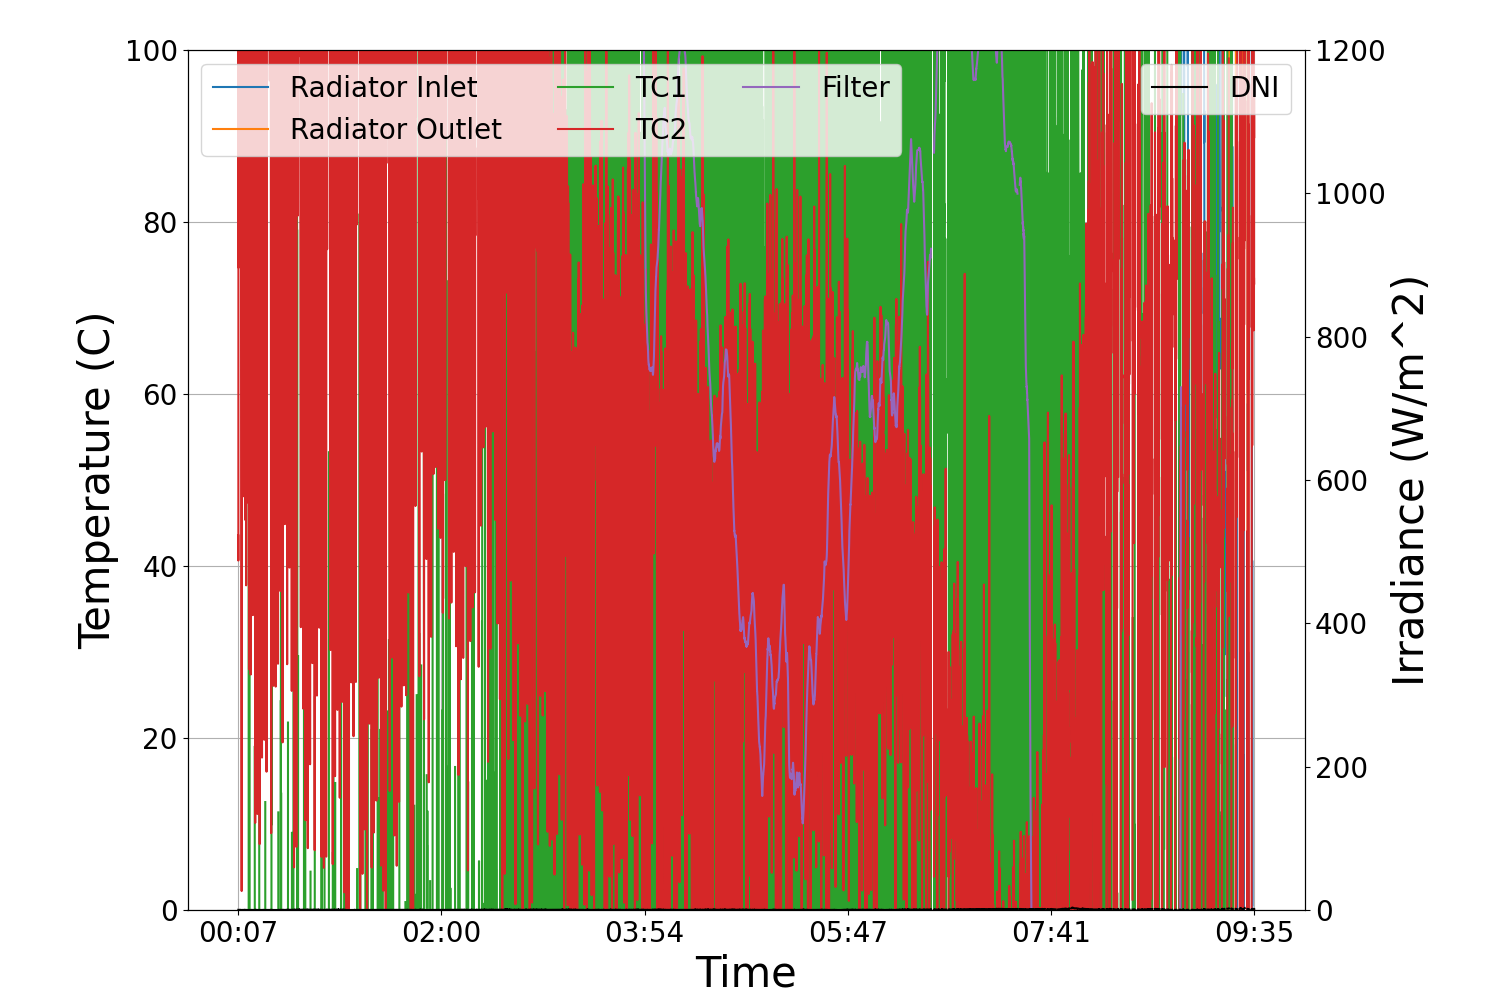 100
80
60
40
20
0
Temperature (C)
Radiator Inlet
Radiator Outlet
TC1
TC2
Filter
DNI
1200
1000
800
600
400
200
0
Irradiance (W/m^2)
00:07
02:00
03:54
05:47
07:41
09:35
Time